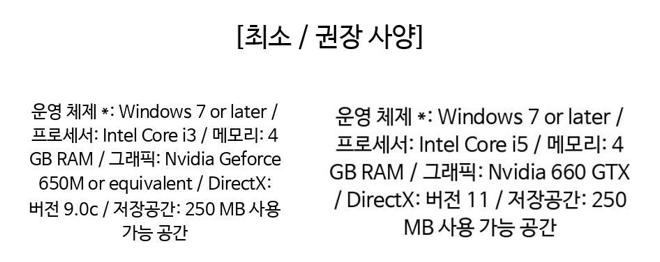 [최소 / 권장 사양]
운영 체제 *: Windows 7 or later /
프로세서: Intel Core i3 / 메모리: 4
GB RAM / 그래픽: Nvidia Geforce
650M or equivalent / DirectX:
버전 9.0c / 저장공간: 250 MB 사용
가능 공간
운영 체제 *: Windows 7 or later /
프로세서: Intel Core i5 / 메모리: 4
GB RAM / 그래픽: Nvidia 660 GTX
/ DirectX: 버전 11 / 저장공간: 250
MB 사용 가능 공간